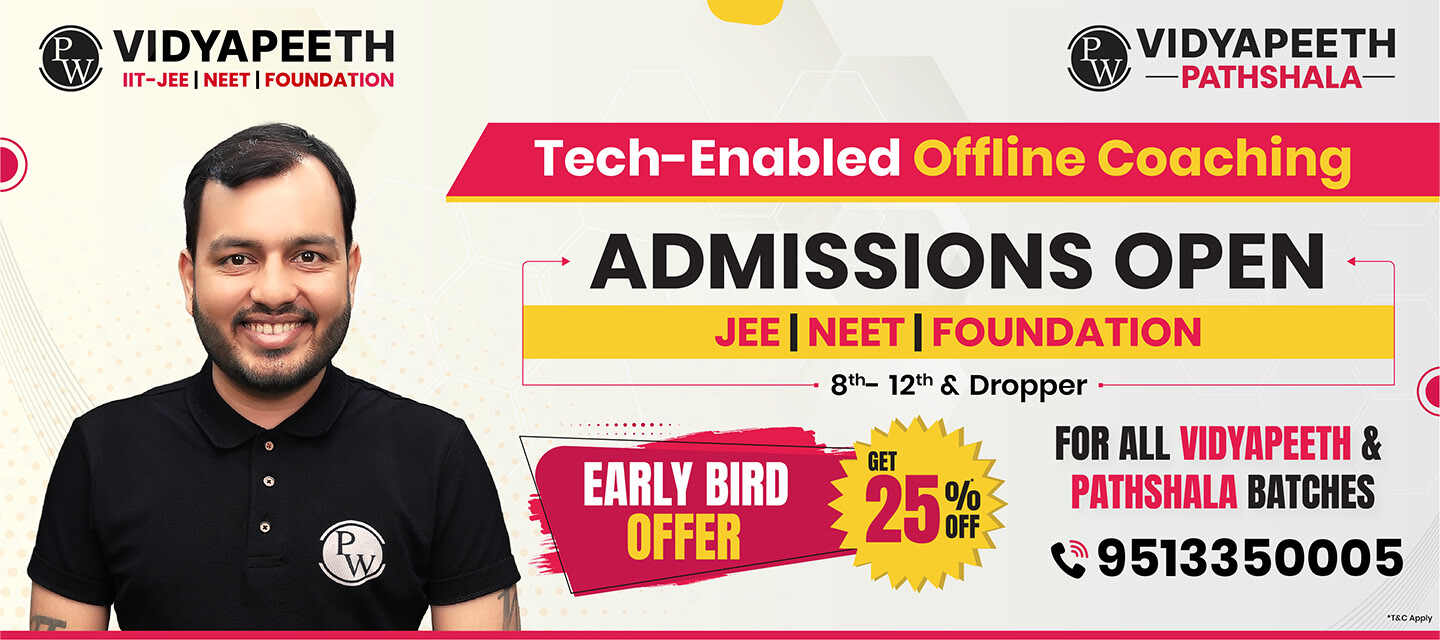 PW VIDYAPEETH
IIT-JEE | NEET | FOUNDATION
PW VIDYAPEETH
PATHSHALA
Tech-Enabled Offline Coaching
ADMISSIONS OPEN
JEE | NEET | FOUNDATION
8th- 12th & Dropper
EARLY BIRD
OFFER
GET
25%
OFF
FOR ALL VIDYAPEETH &
PATHSHALA BATCHES
9513350005
PW
*T&C Apply